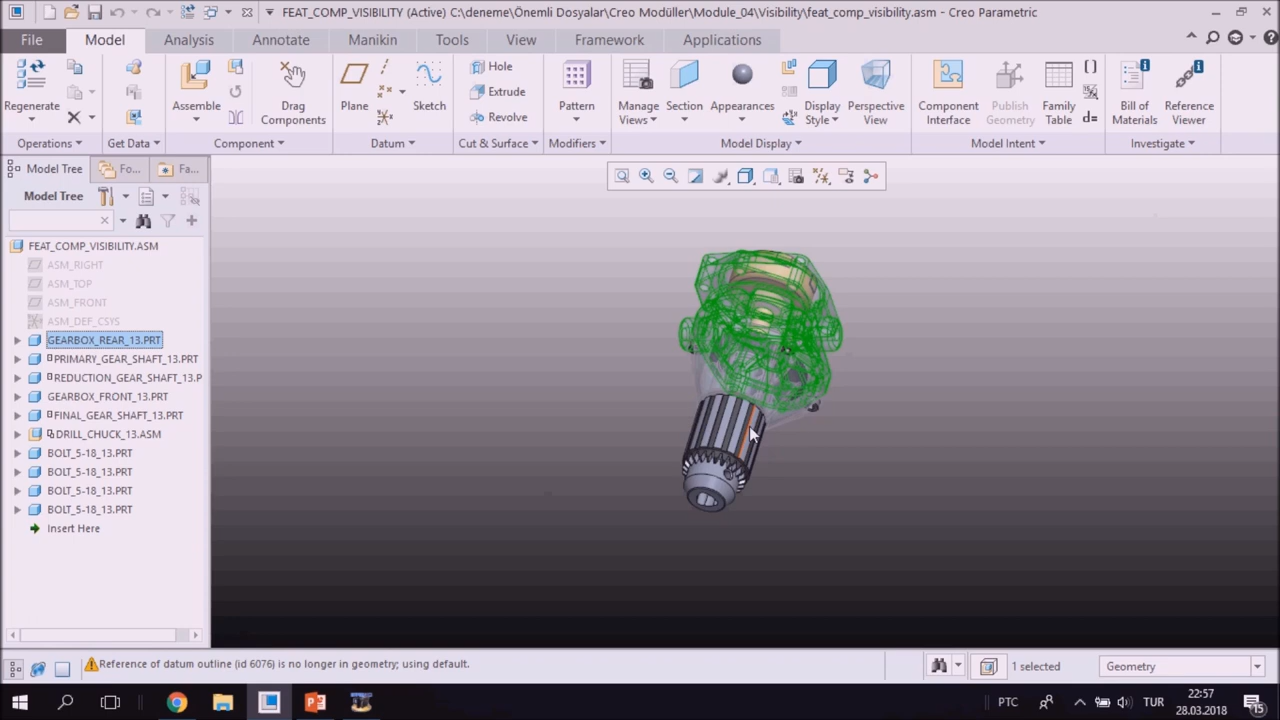 FEAT_COMP_VISIBILITY (Active) C:\deneme\Önemli Dosyalar\Creo Modüller\Module_04\Visibility\feat_comp_visibility.asm - Creo Parametric
File Model Analysis Annotate Manikin Tools View Framework Applications
Regenerate
Assemble
Drag Components
Plane
Sketch
Hole
Extrude
Revolve
Pattern
Manage Views
Section
Appearances
Display Style
Perspective View
Component Interface
Publish Geometry
Family Table
d=
Bill of Materials
Reference Viewer
Operations Get Data Component Datum Cut & Surface Modifiers Model Display Model Intent Investigate
Model Tree Fo... Fa...
Model Tree
FEAT_COMP_VISIBILITY.ASM
ASM_RIGHT
ASM_TOP
ASM_FRONT
ASM_DEF_CSYS
GEARBOX_REAR_13.PRT
PRIMARY_GEAR_SHAFT_13.PRT
REDUCTION_GEAR_SHAFT_13.P
GEARBOX_FRONT_13.PRT
FINAL_GEAR_SHAFT_13.PRT
DRILL_CHUCK_13.ASM
BOLT_5-18_13.PRT
BOLT_5-18_13.PRT
BOLT_5-18_13.PRT
BOLT_5-18_13.PRT
Insert Here
Reference of datum outline (id 6076) is no longer in geometry; using default.
1 selected
Geometry
PTC
TUR
22:57
28.03.2018
15